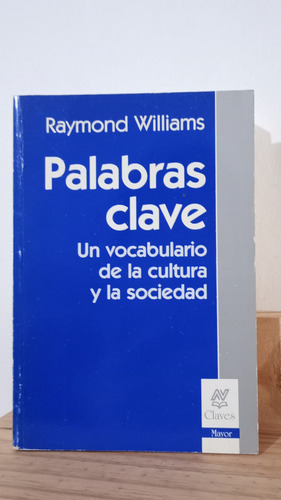 Raymond Williams
Palabras
clave
Un vocabulario
de la cultura
y la sociedad
Claves
Mayor